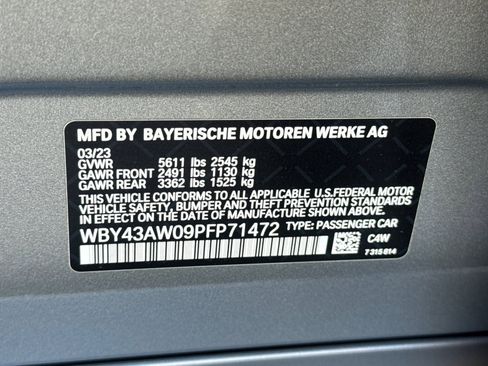 MFD BY BAYERISCHE MOTOREN WERKE AG
03/23
GVWR 5611 lbs 2545 kg
GAWR FRONT 2491 lbs 1130 kg
GAWR REAR 3362 lbs 1525 kg
THIS VEHICLE CONFORMS TO ALL APPLICABLE U.S.FEDERAL MOTOR
VEHICLE SAFETY, BUMPER AND THEFT PREVENTION STANDARDS
IN EFFECT ON THE DATE OF MANUFACTURE SHOWN ABOVE.
WBY43AW09PFP71472 TYPE: PASSENGER CAR
C4W
7315814